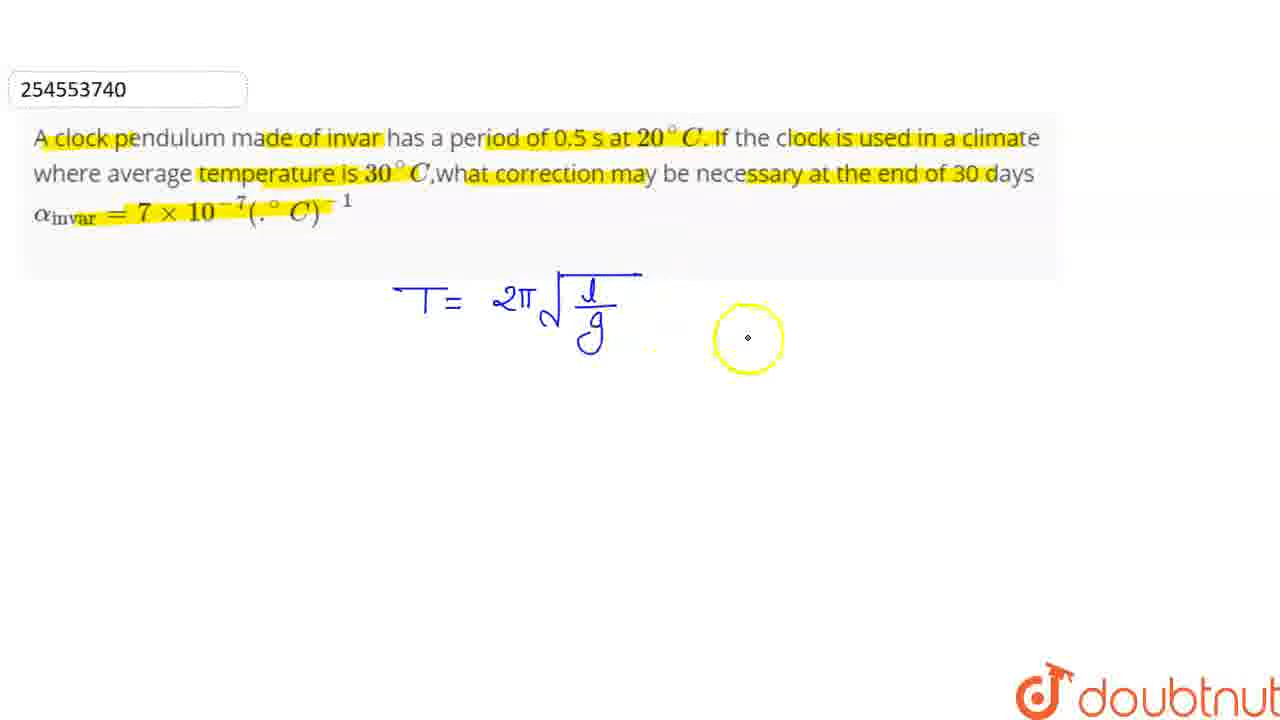 254553740
A clock pendulum made of invar has a period of 0.5 s at 20°C. If the clock is used in a climate
where average temperature is 30°C,what correction may be necessary at the end of 30 days
α_invar = 7 × 10^−7(.° C)^−1
T = 2π√(l/g)
doubtnut